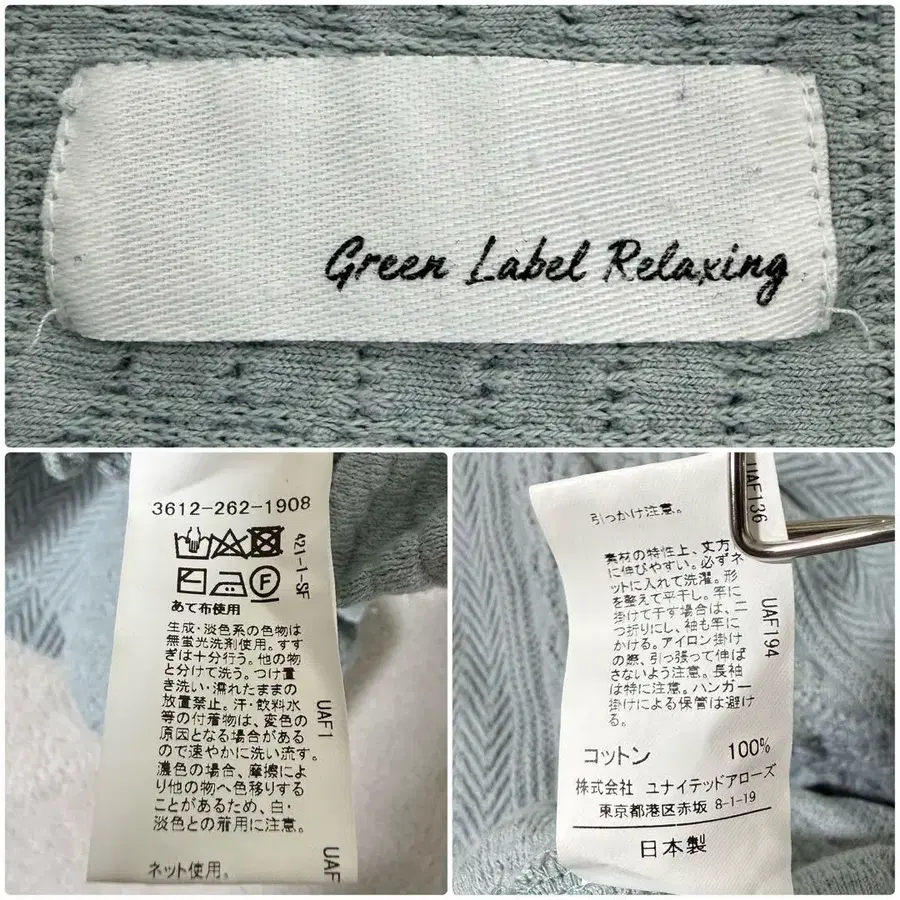 Green Label Relaxing
3612-262-1908
421-1-SF
F
あて布使用
生成・淡色系の色物は
無蛍光洗剤使用。すす
ぎは十分行う。他の物
と分けて洗う。つけ置
き洗い・濡れたままの
放置禁止。汗・飲料水
等の付着物は、変色の
原因となる場合がある
ので速やかに洗い流す。
濃色の場合、摩擦によ
り他の物へ色移りする
ことがあるため、白・
淡色との着用に注意。
ネット使用。
UAF1
UAF
引っかけ注意。
素材の特性上、丈方
に伸びやすい。必ずネ
ットに入れて洗濯。形
を整えて平干し。竿に
掛けて干す場合は、二
つ折りにし、袖も竿に
かける。アイロン掛け
の際、引っ張って伸ば
さないよう注意。長袖
は特に注意。ハンガー
掛けによる保管は避け
る。
UAF136
UAF194
コットン 100%
株式会社 ユナイテッドアローズ
東京都港区赤坂 8-1-19
日本製